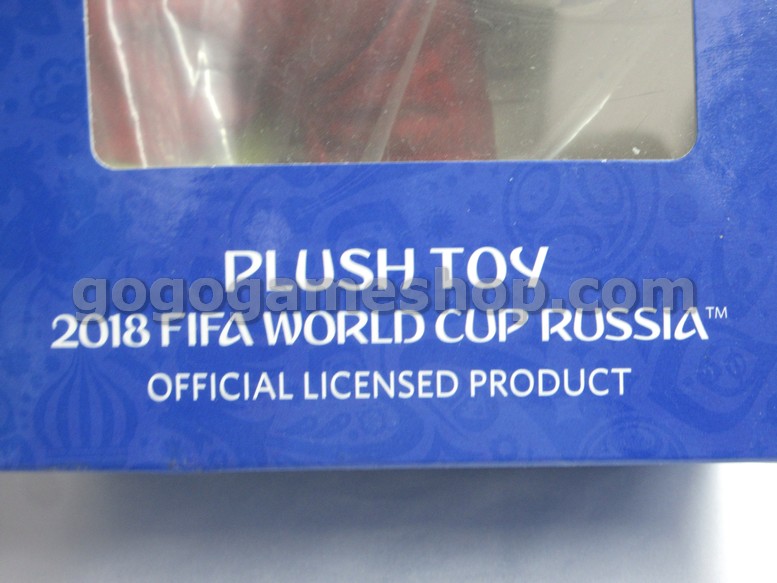 PLUSH TOY
gogogameshop.com
2018 FIFA WORLD CUP RUSSIA™
OFFICIAL LICENSED PRODUCT